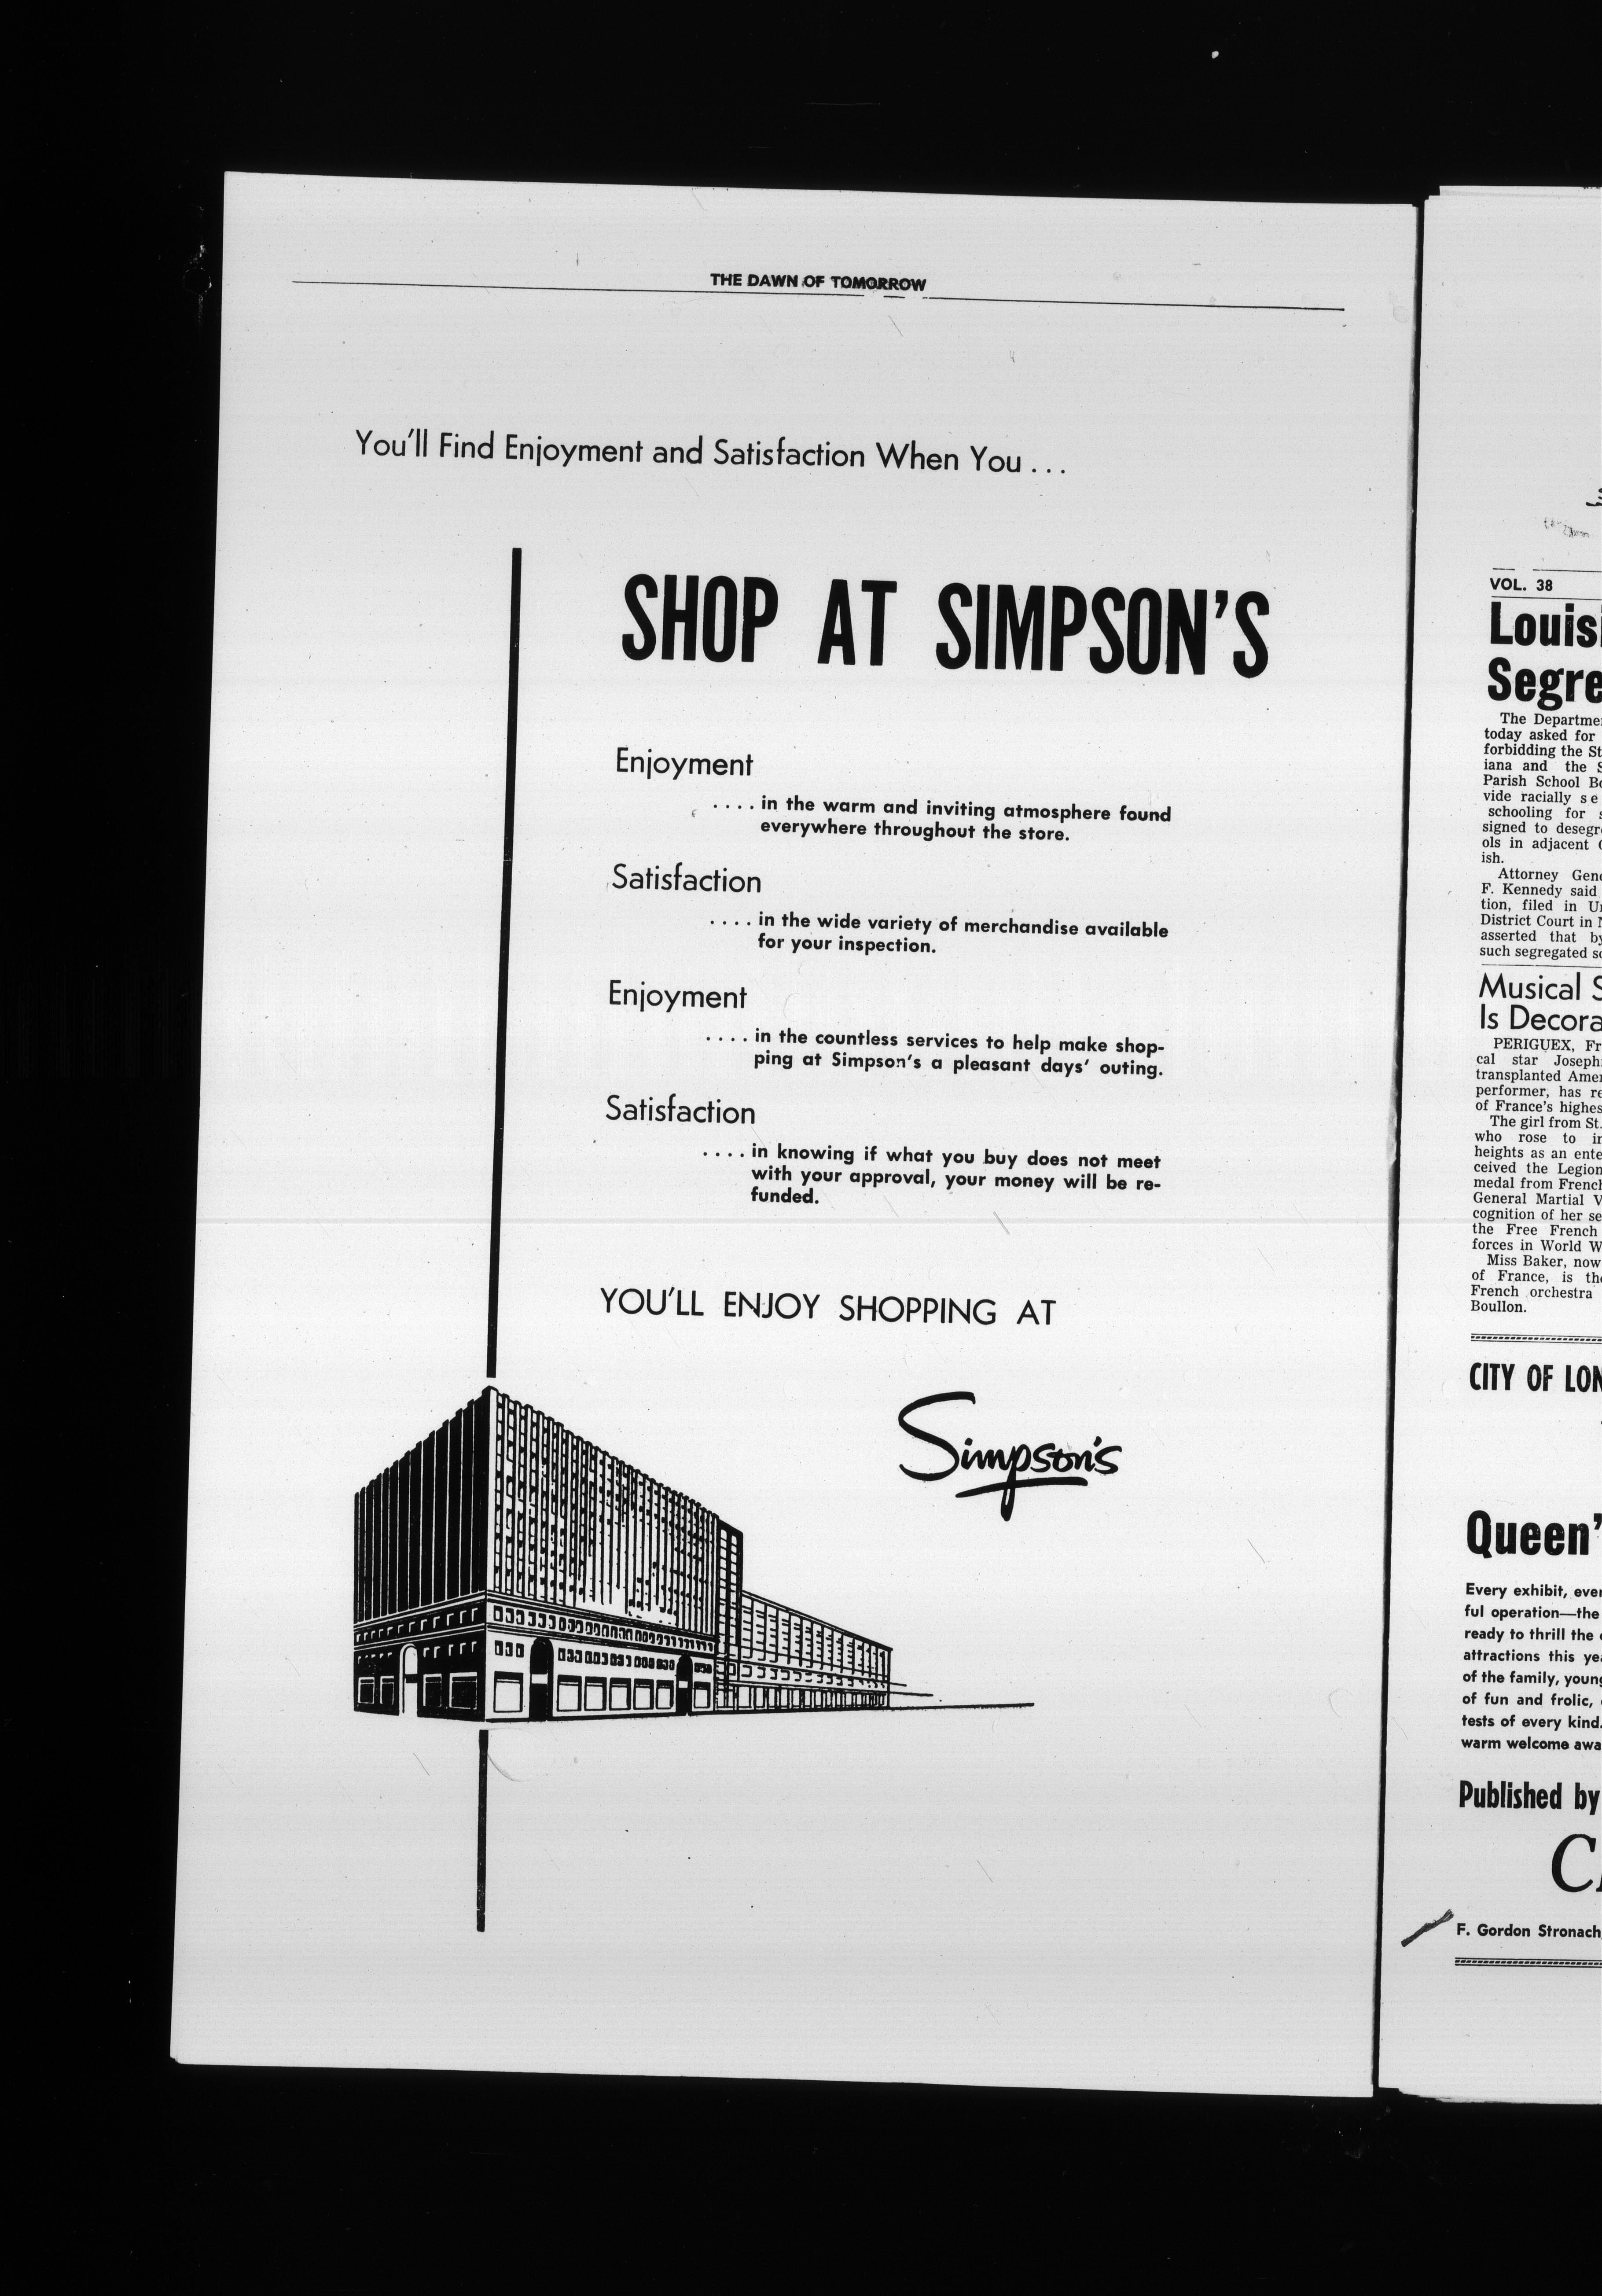 THE DAWN OF TOMORROW
You'll Find Enjoyment and Satisfaction When You ...
SHOP AT SIMPSON'S
Enjoyment
.... in the warm and inviting atmosphere found
everywhere throughout the store.
Satisfaction
.... in the wide variety of merchandise available
for your inspection.
Enjoyment
.... in the countless services to help make shop-
ping at Simpson's a pleasant days' outing.
Satisfaction
.... in knowing if what you buy does not meet
with your approval, your money will be re-
funded.
YOU'LL ENJOY SHOPPING AT
Simpson's
VOL. 38
Louisi
Segre
The Departme
today asked for
forbidding the St
iana and the S
Parish School Bo
vide racially se
schooling for s
signed to desegr
ols in adjacent
ish.
Attorney Gene
F. Kennedy said
tion, filed in Un
District Court in N
asserted that by
such segregated sc
Musical S
Is Decora
PERIGUEX, Fr
cal star Joseph
transplanted Amer
performer, has re
of France's highes
The girl from St.
who rose to in
heights as an ente
ceived the Legion
medal from French
General Martial V
cognition of her se
the Free French
forces in World W
Miss Baker, now
of France, is the
French orchestra
Boullon.
CITY OF LON
Queen'
Every exhibit, ever
ful operation—the
ready to thrill the
attractions this yea
of the family, young
of fun and frolic,
tests of every kind.
warm welcome awa
Published by
C
F. Gordon Stronach,